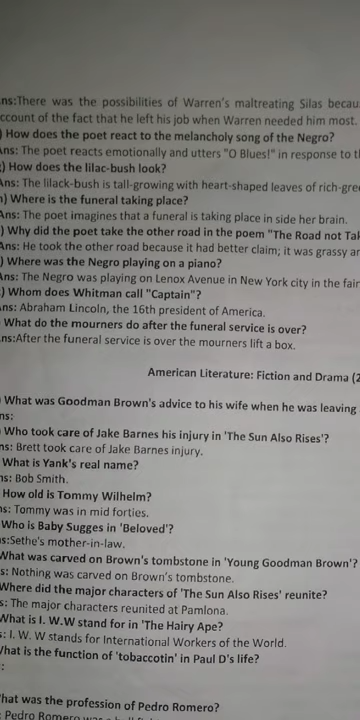 ns:There was the possibilities of Warren's maltreating Silas becau
ccount of the fact that he left his job when Warren needed him most.
) How does the poet react to the melancholy song of the Negro?
Ans: The poet reacts emotionally and utters "O Blues!" in response to t
) How does the lilac-bush look?
Ans: The lilack-bush is tall-growing with heart-shaped leaves of rich-gre
) Where is the funeral taking place?
Ans: The poet imagines that a funeral is taking place in side her brain.
) Why did the poet take the other road in the poem "The Road not Tak
Ans: He took the other road because it had better claim; it was grassy an
) Where was the Negro playing on a piano?
Ans: The Negro was playing on Lenox Avenue in New York city in the fain
) Whom does Whitman call "Captain"?
ns: Abraham Lincoln, the 16th president of America.
What do the mourners do after the funeral service is over?
ns:After the funeral service is over the mourners lift a box.
American Literature: Fiction and Drama (2
What was Goodman Brown's advice to his wife when he was leaving
ns:
Who took care of Jake Barnes his injury in 'The Sun Also Rises'?
ns: Brett took care of Jake Barnes injury.
What is Yank's real name?
ns: Bob Smith.
How old is Tommy Wilhelm?
ns: Tommy was in mid forties.
Who is Baby Sugges in 'Beloved'?
s:Sethe's mother-in-law.
What was carved on Brown's tombstone in 'Young Goodman Brown'?
s: Nothing was carved on Brown's tombstone.
Where did the major characters of 'The Sun Also Rises' reunite?
s: The major characters reunited at Pamlona.
What is I. W.W stand for in 'The Hairy Ape?
s: I. W. W stands for International Workers of the World.
hat is the function of 'tobaccotin' in Paul D's life?
:
hat was the profession of Pedro Romero?
: Pedro Romero was a